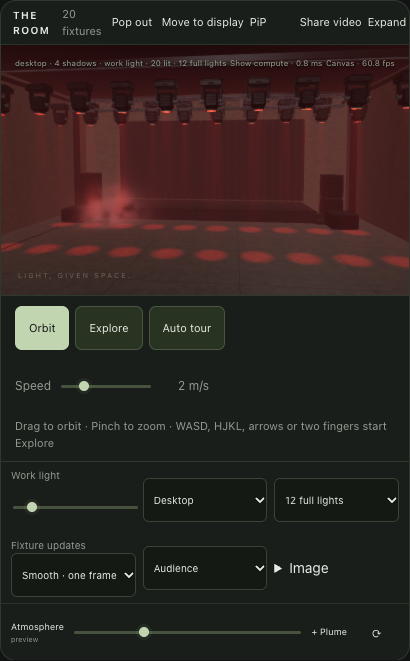 THE ROOM
20 fixtures
Pop out Move to display PiP Share video Expand
desktop · 4 shadows · work light · 20 lit · 12 full lights Show compute · 0.8 ms Canvas · 60.8 fps
LIGHT, GIVEN SPACE.
Orbit Explore Auto tour
Speed 2 m/s
Drag to orbit · Pinch to zoom · WASD, HJKL, arrows or two fingers start
Explore
Work light
Desktop 12 full lights
Fixture updates
Smooth · one frame Audience ▶ Image
Atmosphere
preview
+ Plume ⟳